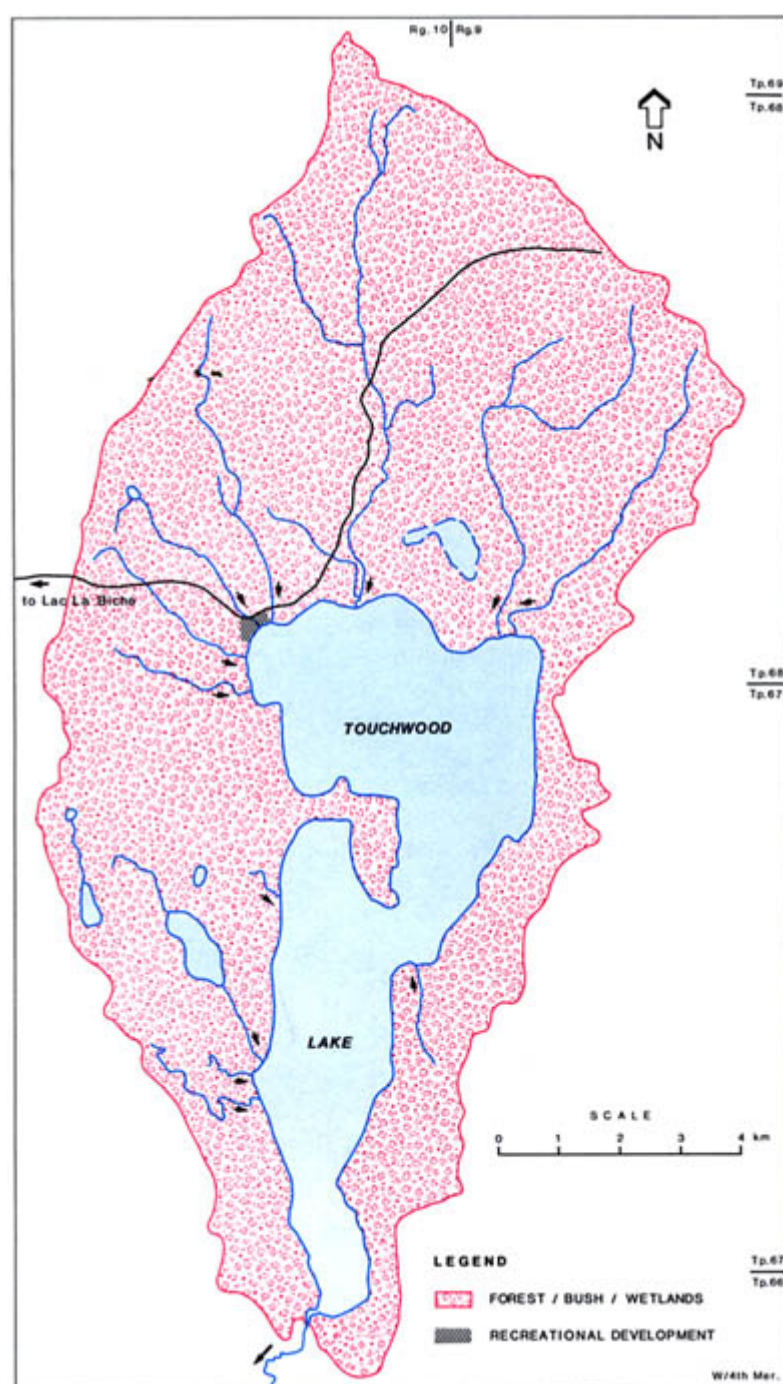 Rg. 10 Rg.9
Tp.69
Tp.68
N
to Lac La Biche
Tp.68
Tp.67
TOUCHWOOD
LAKE
SCALE
0 1 2 3 4 km
LEGEND
Tp.67
Tp.66
FOREST / BUSH / WETLANDS
RECREATIONAL DEVELOPMENT
W/4th Mer.